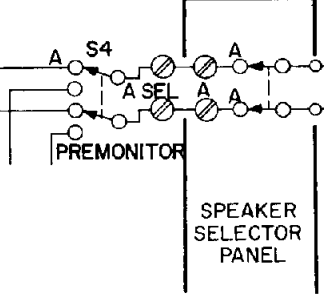 S4
A
A
A SEL
A
A
PREMONITOR
SPEAKER
SELECTOR
PANEL